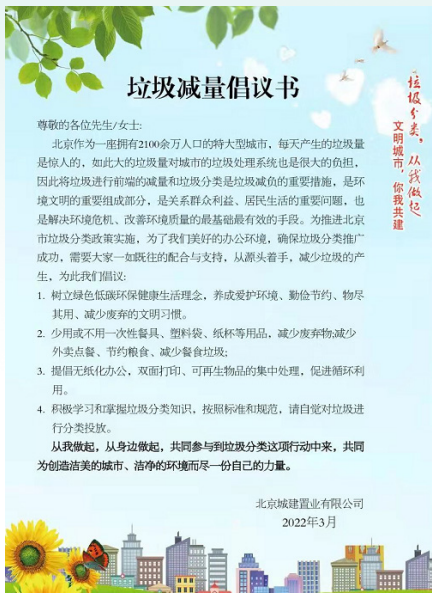 垃圾减量倡议书
垃圾分类，从我做起
文明城市，你我共建
尊敬的各位先生/女士:
北京作为一座拥有2100余万人口的特大型城市，每天产生的垃圾量
是惊人的，如此大的垃圾量对城市的垃圾处理系统也是很大的负担，
因此将垃圾进行前端的减量和垃圾分类是垃圾减负的重要措施，是环
境文明的重要组成部分，是关系群众利益、居民生活的重要问题，也
是解决环境危机、改善环境质量的最基础最有效的手段。为推进北京
市垃圾分类政策实施，为了我们美好的办公环境，确保垃圾分类推广
成功，需要大家一如既往的配合与支持，从源头着手，减少垃圾的产
生，为此我们倡议:
1. 树立绿色低碳环保健康生活理念，养成爱护环境、勤俭节约、物尽
其用、减少废弃的文明习惯。
2. 少用或不用一次性餐具、塑料袋、纸杯等用品，减少废弃物;减少
外卖点餐、节约粮食、减少餐食垃圾;
3. 提倡无纸化办公，双面打印、可再生物品的集中处理，促进循环利
用。
4. 积极学习和掌握垃圾分类知识，按照标准和规范，请自觉对垃圾进
行分类投放。
从我做起，从身边做起，共同参与到垃圾分类这项行动中来，共同
为创造洁美的城市、洁净的环境而尽一份自己的力量。
北京城建置业有限公司
2022年3月